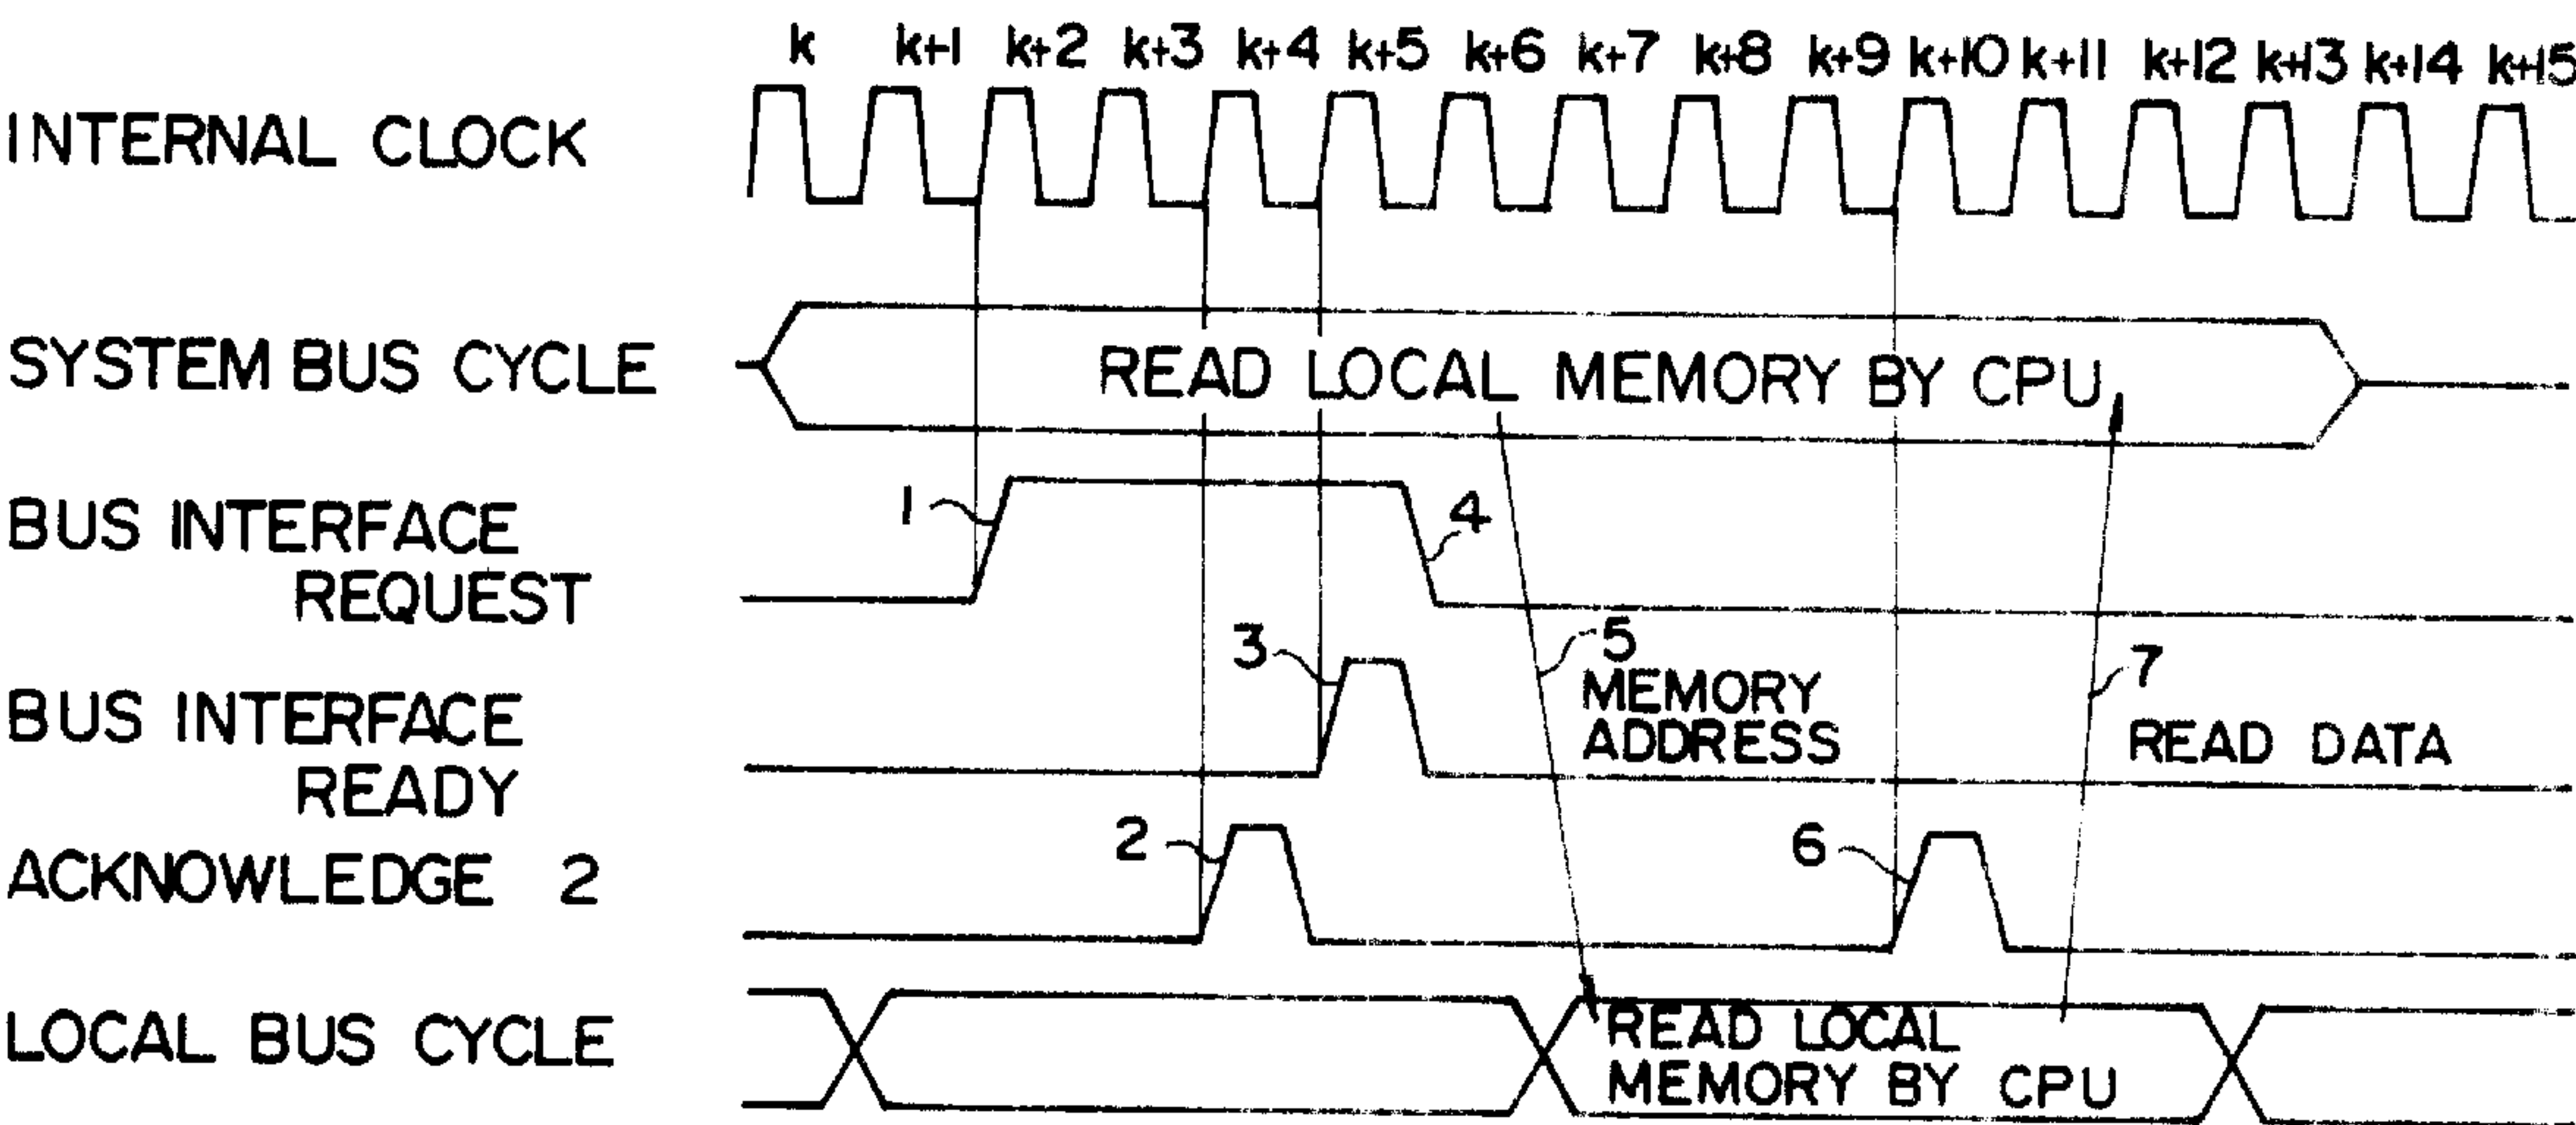 k k+1 k+2 k+3 k+4 k+5 k+6 k+7 k+8 k+9 k+10 k+11 k+12 k+13 k+14 k+15
INTERNAL CLOCK
SYSTEM BUS CYCLE
READ LOCAL MEMORY BY CPU
BUS INTERFACE
REQUEST
1
4
BUS INTERFACE
READY
3
5
MEMORY
ADDRESS
7
READ DATA
ACKNOWLEDGE 2
2
6
LOCAL BUS CYCLE
READ LOCAL
MEMORY BY CPU